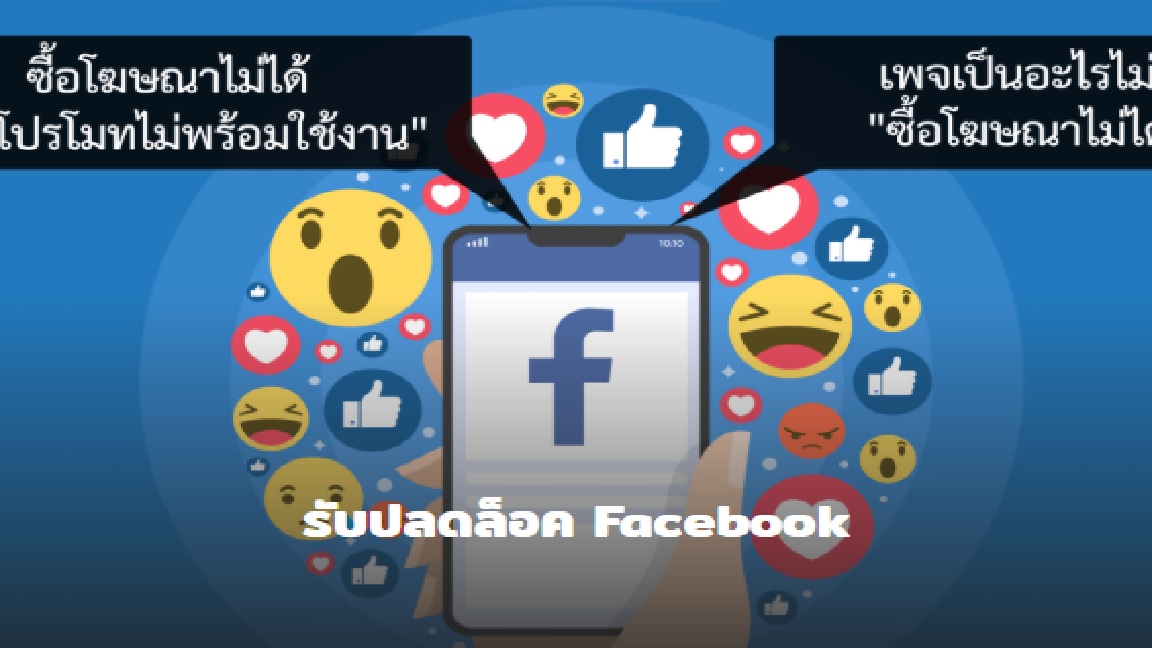 ซื้อโฆษณาไม่ได้
โปรโมทไม่พร้อมใช้งาน"
เพจเป็นอะไรไม่
"ซื้อโฆษณาไม่ได้
10:10
f
รับปลดล็อค Facebook